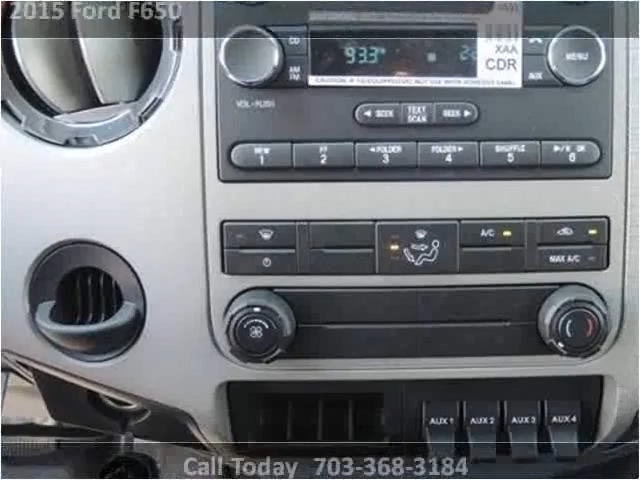 2015 Ford F650
CD
AM
FM
93.3
XAA
CDR
MENU
AUX
VOL-PUSH
◄ SEEK
TEXT
SCAN
SEEK ►
1
2
◄FOLDER
3
FOLDER►
4
SHUFFLE
5
6
A/C
MAX A/C
AUX 1
AUX 2
AUX 3
AUX 4
Call Today 703-368-3184